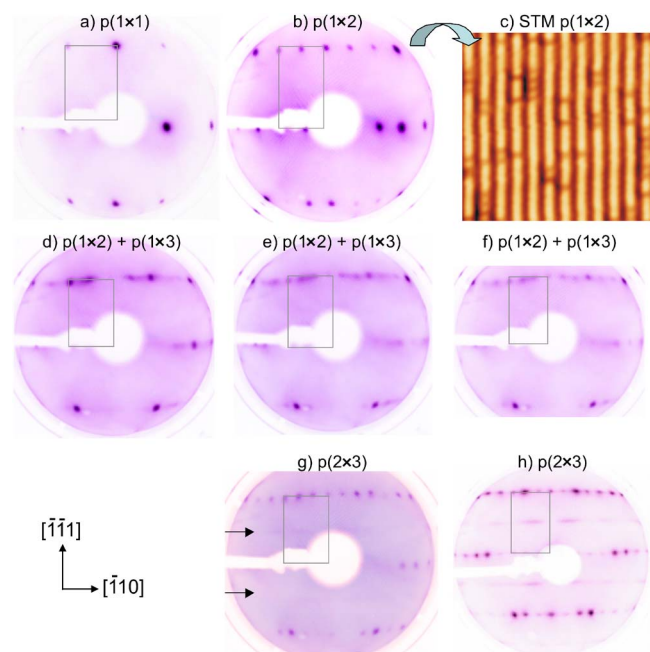 a) p(1×1)
b) p(1×2)
c) STM p(1×2)
d) p(1×2) + p(1×3)
e) p(1×2) + p(1×3)
f) p(1×2) + p(1×3)
g) p(2×3)
h) p(2×3)
[1̄1̄1]
[1̄10]